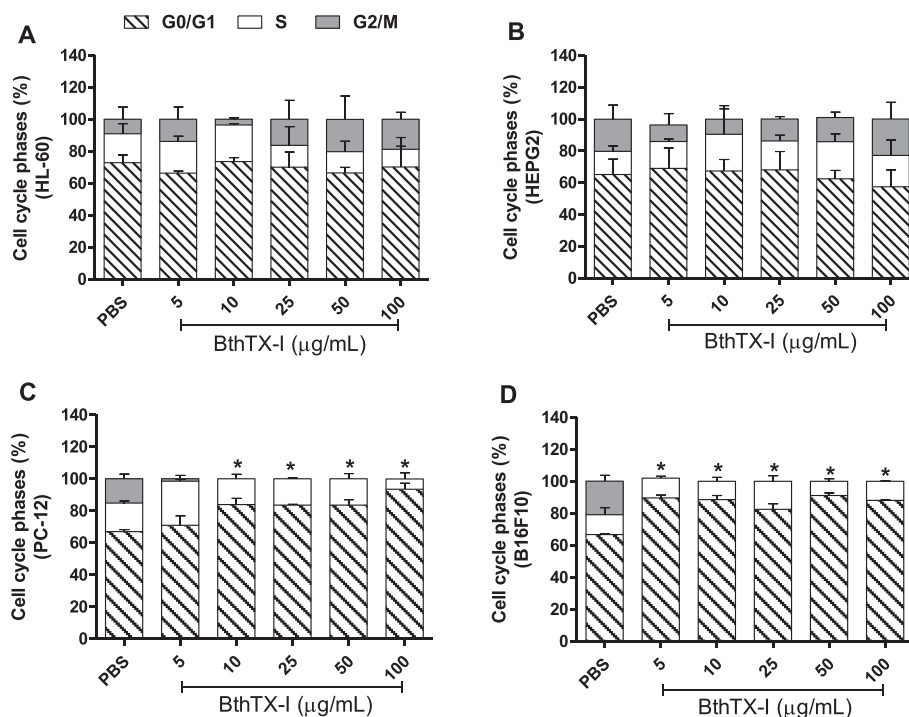 G0/G1 S G2/M
A
Cell cycle phases (%)
(HL-60)
140
120
100
80
60
40
20
0
PBS 5 10 25 50 100
BthTX-I (μg/mL)
B
Cell cycle phases (%)
(HEPG2)
140
120
100
80
60
40
20
0
PBS 5 10 25 50 100
BthTX-I (μg/mL)
C
Cell cycle phases (%)
(PC-12)
140
120
100
80
60
40
20
0
* * * *
PBS 5 10 25 50 100
BthTX-I (μg/mL)
D
Cell cycle phases (%)
(B16F10)
140
120
100
80
60
40
20
0
* * * * *
PBS 5 10 25 50 100
BthTX-I (μg/mL)